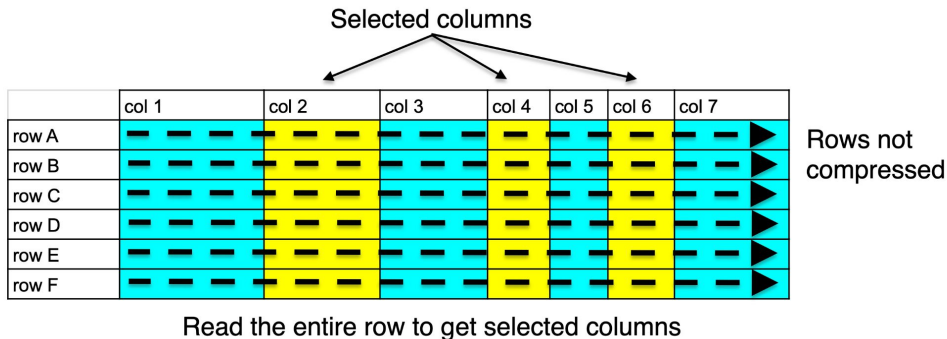 Selected columns
col 1 col 2 col 3 col 4 col 5 col 6 col 7
row A
Rows not
compressed
row B
row C
row D
row E
row F
Read the entire row to get selected columns